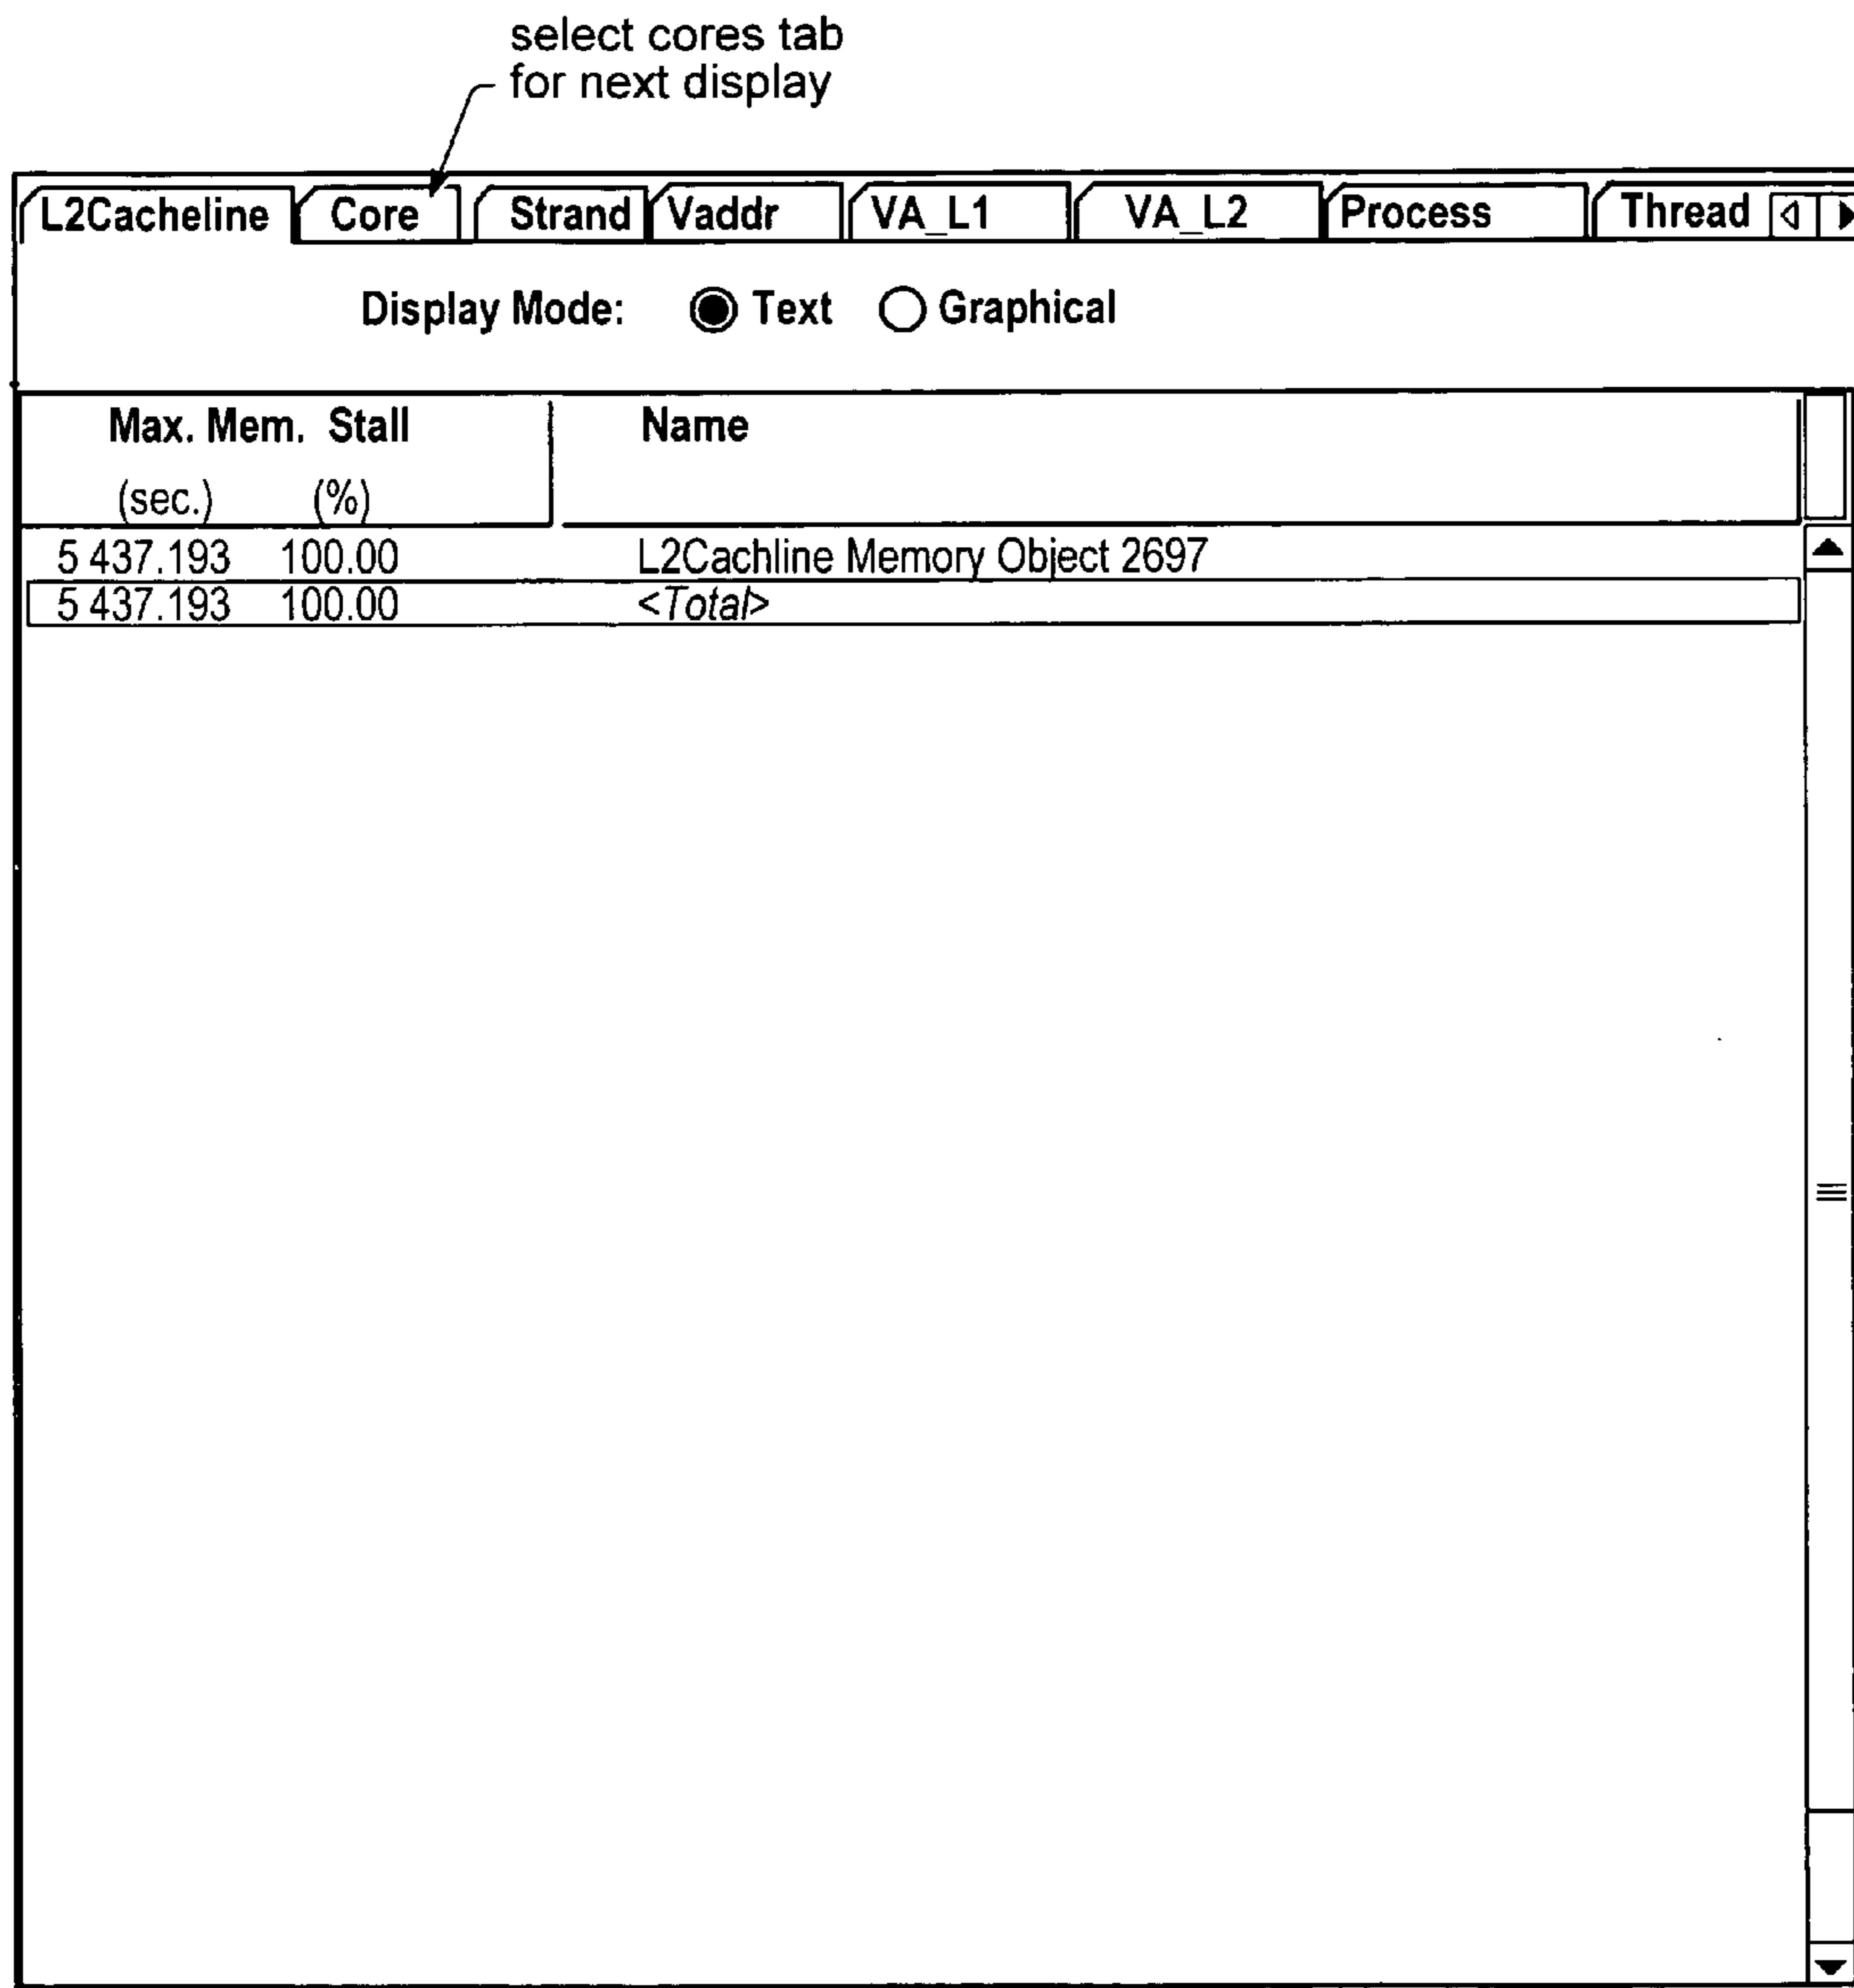 select cores tab
for next display
L2Cacheline Core Strand Vaddr VA_L1 VA_L2 Process Thread
Display Mode: Text Graphical
Max. Mem. Stall Name
(sec.) (%)
5 437.193 100.00 L2Cachline Memory Object 2697
5 437.193 100.00 <Total>